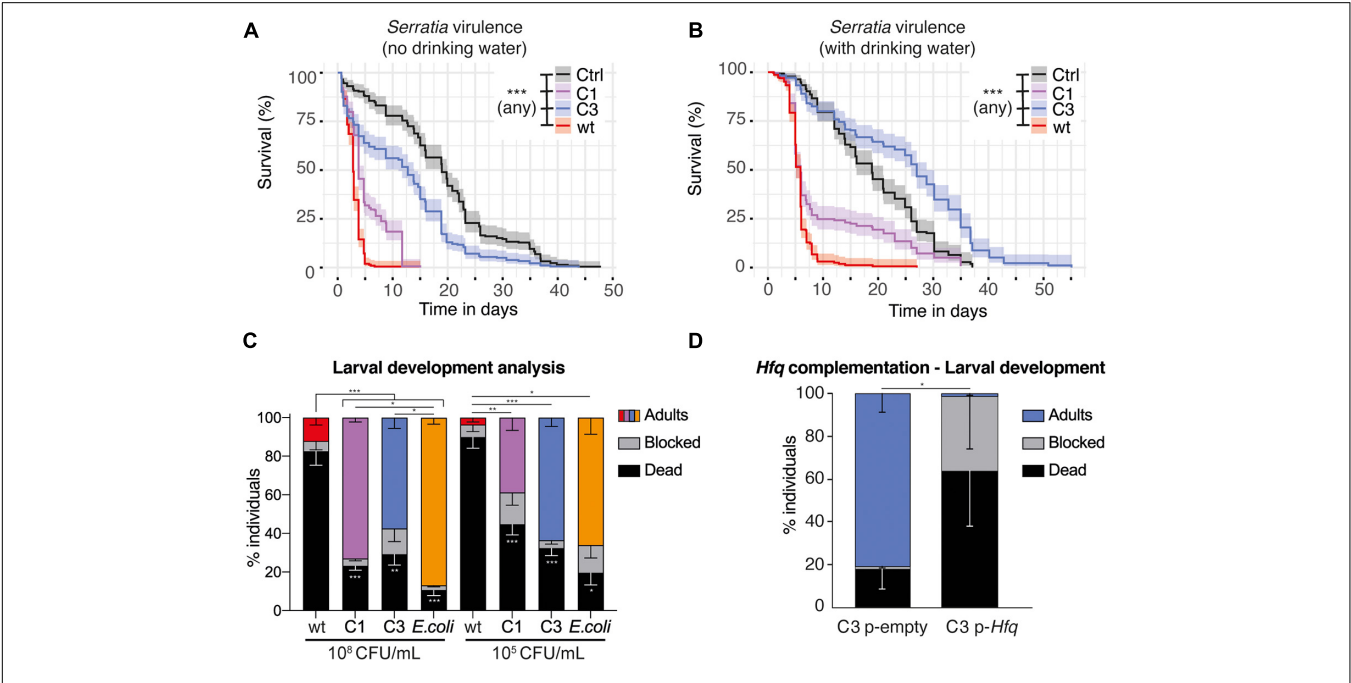 A
Serratia virulence
(no drinking water)
Survival (%)
100
75
50
25
0
***
(any)
Ctrl
C1
C3
wt
0 10 20 30 40 50
Time in days
B
Serratia virulence
(with drinking water)
Survival (%)
100
75
50
25
0
***
(any)
Ctrl
C1
C3
wt
0 10 20 30 40 50
Time in days
C
Larval development analysis
% individuals
100
80
60
40
20
0
***
*
*
*
***
**
***
**
***
***
***
*
Adults
Blocked
Dead
wt C1 C3 E.coli wt C1 C3 E.coli
10⁸ CFU/mL 10⁵ CFU/mL
D
Hfq complementation - Larval development
% individuals
100
80
60
40
20
0
*
Adults
Blocked
Dead
C3 p-empty C3 p-Hfq